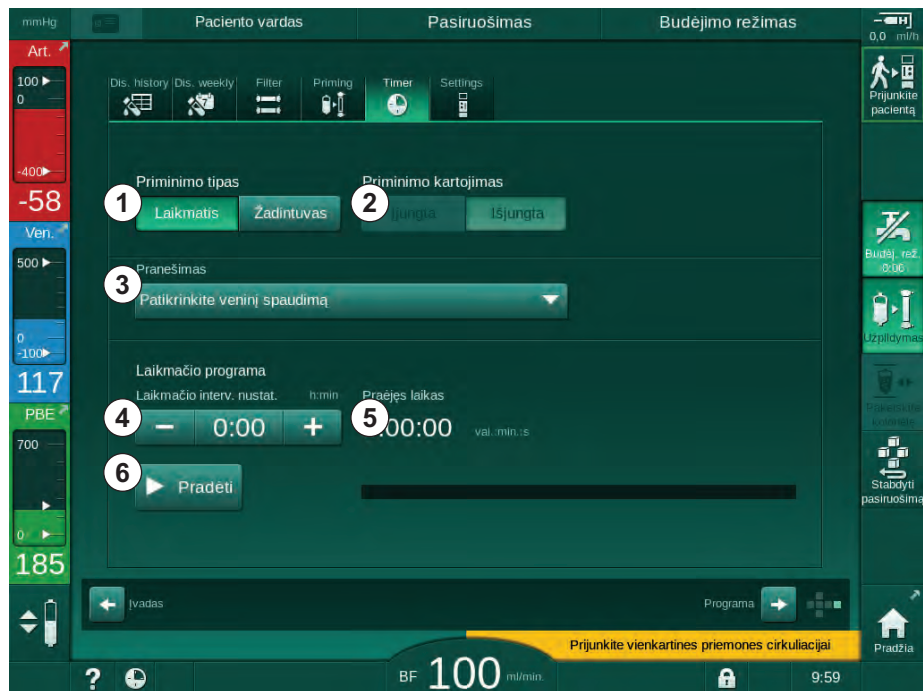 mmHg
Paciento vardas
Pasiruošimas
Budėjimo režimas
0,0 ml/h
Art.
100
0
-400
-58
Ven.
500
0
-100
117
PBE
700
0
185
Dis. history
Dis. weekly
Filter
Priming
Timer
Settings
7
Priminimo tipas
Priminimo kartojimas
1
Laikmatis
Žadintuvas
2
Išjungta
Pranešimas
3
Patikrinkite veninį spaudimą
Laikmačio programa
Laikmačio interv. nustat.
h:min
Praėjęs laikas
4
− 0:00 +
5
:00:00 val.:min.:s
6
Pradėti
Įvadas
Programa
Prijunkite vienkartines priemones cirkuliacijai
? BF 100 ml/min.
9:59
Prijunkite
pacientą
Budėj. rež.
0:00
Užpildymas
Stabdyti
pasiruošimą
Pradžia